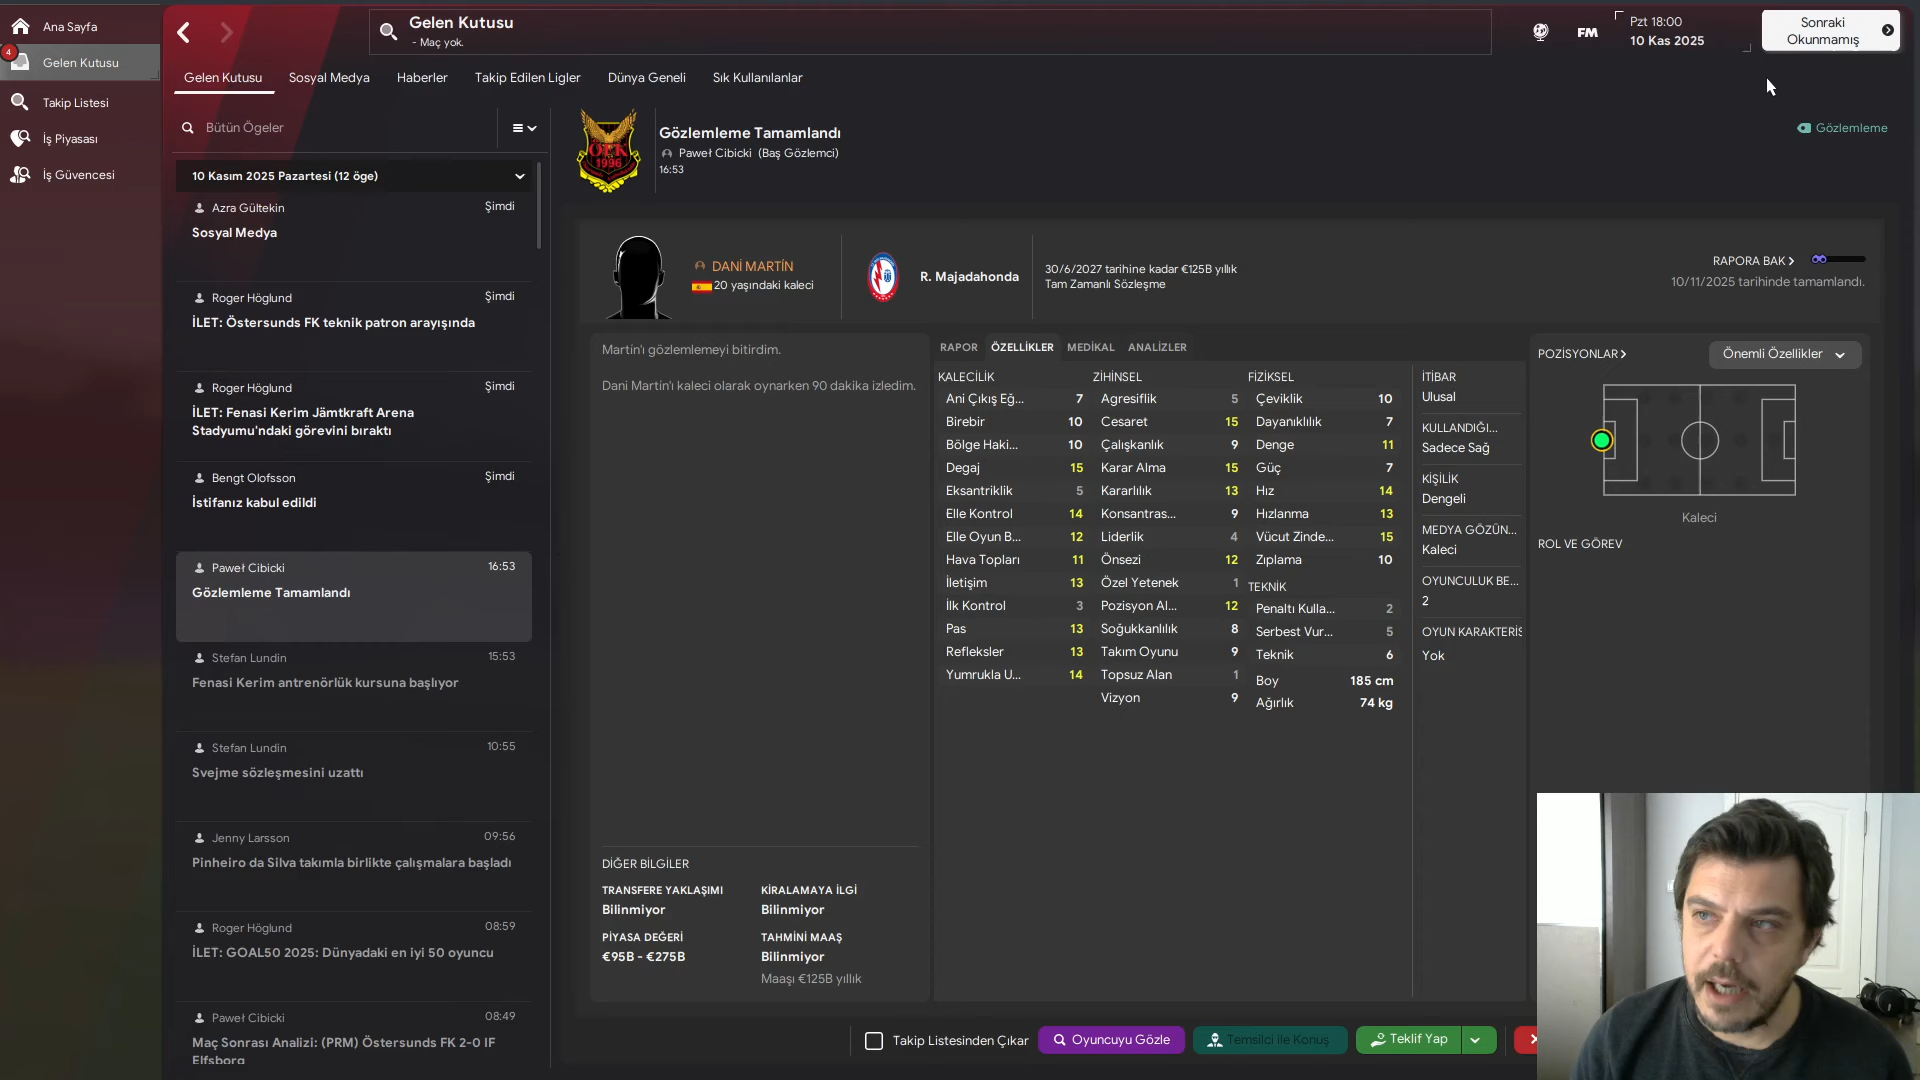 Ana Sayfa
4
Gelen Kutusu
Takip Listesi
İş Piyasası
İş Güvencesi
Gelen Kutusu
- Maç yok.
FM
Pzt 18:00
10 Kas 2025
Sonraki
Okunmamış
Gelen Kutusu
Sosyal Medya
Haberler
Takip Edilen Ligler
Dünya Geneli
Sık Kullanılanlar
Bütün Ögeler
10 Kasım 2025 Pazartesi (12 öge)
Azra Gültekin
Şimdi
Sosyal Medya
Roger Höglund
Şimdi
İLET: Östersunds FK teknik patron arayışında
Roger Höglund
Şimdi
İLET: Fenasi Kerim Jämtkraft Arena
Stadyumu'ndaki görevini bıraktı
Bengt Olofsson
Şimdi
İstifanız kabul edildi
Paweł Cibicki
16:53
Gözlemleme Tamamlandı
Stefan Lundin
15:53
Fenasi Kerim antrenörlük kursuna başlıyor
Stefan Lundin
10:55
Svejme sözleşmesini uzattı
Jenny Larsson
09:56
Pinheiro da Silva takımla birlikte çalışmalara başladı
Roger Höglund
08:59
İLET: GOAL50 2025: Dünyadaki en iyi 50 oyuncu
Paweł Cibicki
08:49
Maç Sonrası Analizi: (PRM) Östersunds FK 2-0 IF
Elfsborg
ÖFK
1996
Gözlemleme Tamamlandı
Paweł Cibicki (Baş Gözlemci)
16:53
Gözlemleme
DANİ MARTİN
20 yaşındaki kaleci
R. Majadahonda
30/6/2027 tarihine kadar €125B yıllık
Tam Zamanlı Sözleşme
RAPORA BAK
10/11/2025 tarihinde tamamlandı.
Martin'ı gözlemlemeyi bitirdim.
Dani Martin'ı kaleci olarak oynarken 90 dakika izledim.
DİĞER BİLGİLER
TRANSFERE YAKLAŞIMI
Bilinmiyor
KİRALAMAYA İLGİ
Bilinmiyor
PİYASA DEĞERİ
€95B - €275B
TAHMİNİ MAAŞ
Bilinmiyor
Maaşı €125B yıllık
RAPOR
ÖZELLİKLER
MEDİKAL
ANALİZLER
KALECİLİK
Ani Çıkış Eğ... 7
Birebir 10
Bölge Haki... 10
Degaj 15
Eksantriklik 5
Elle Kontrol 14
Elle Oyun B... 12
Hava Topları 11
İletişim 13
İlk Kontrol 3
Pas 13
Refleksler 13
Yumrukla U... 14
ZİHİNSEL
Agresiflik 5
Cesaret 15
Çalışkanlık 9
Karar Alma 15
Kararlılık 13
Konsantras... 9
Liderlik 4
Önsezi 12
Özel Yetenek 1
Pozisyon Al... 12
Soğukkanlılık 8
Takım Oyunu 9
Topsuz Alan 1
Vizyon 9
FİZİKSEL
Çeviklik 10
Dayanıklılık 7
Denge 11
Güç 7
Hız 14
Hızlanma 13
Vücut Zinde... 15
Zıplama 10
TEKNİK
Penaltı Kulla... 2
Serbest Vur... 5
Teknik 6
Boy 185 cm
Ağırlık 74 kg
İTİBAR
Ulusal
KULLANDIĞI...
Sadece Sağ
KİŞİLİK
Dengeli
MEDYA GÖZÜN...
Kaleci
OYUNCULUK BE...
2
OYUN KARAKTERİS
Yok
POZİSYONLAR
Önemli Özellikler
Kaleci
ROL VE GÖREV
Takip Listesinden Çıkar
Oyuncuyu Gözle
Temsilci ile Konuş
Teklif Yap